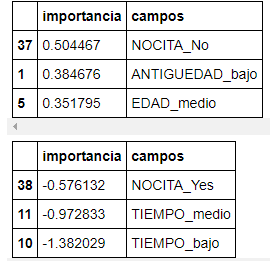 importancia campos
37 0.504467 NOCITA_No
1 0.384676 ANTIGUEDAD_bajo
5 0.351795 EDAD_medio
importancia campos
38 -0.576132 NOCITA_Yes
11 -0.972833 TIEMPO_medio
10 -1.382029 TIEMPO_bajo